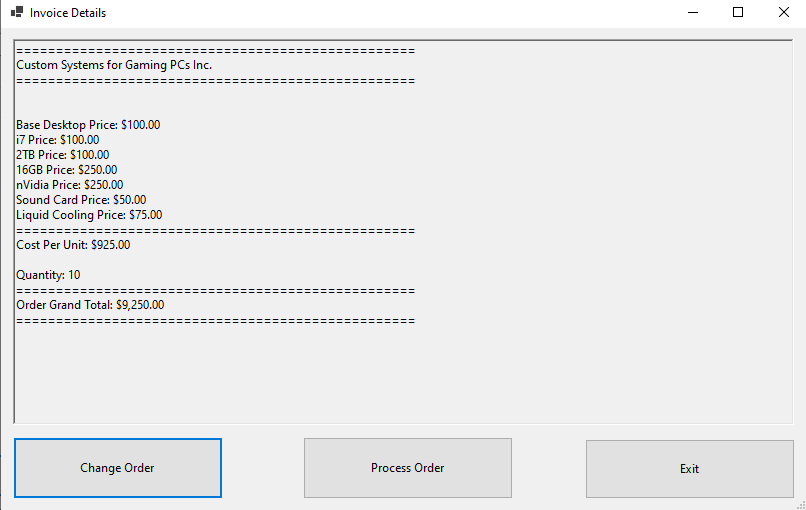 Invoice Details
==================================================
Custom Systems for Gaming PCs Inc.
==================================================
Base Desktop Price: $100.00
i7 Price: $100.00
2TB Price: $100.00
16GB Price: $250.00
nVidia Price: $250.00
Sound Card Price: $50.00
Liquid Cooling Price: $75.00
==================================================
Cost Per Unit: $925.00
Quantity: 10
==================================================
Order Grand Total: $9,250.00
==================================================
Change Order
Process Order
Exit